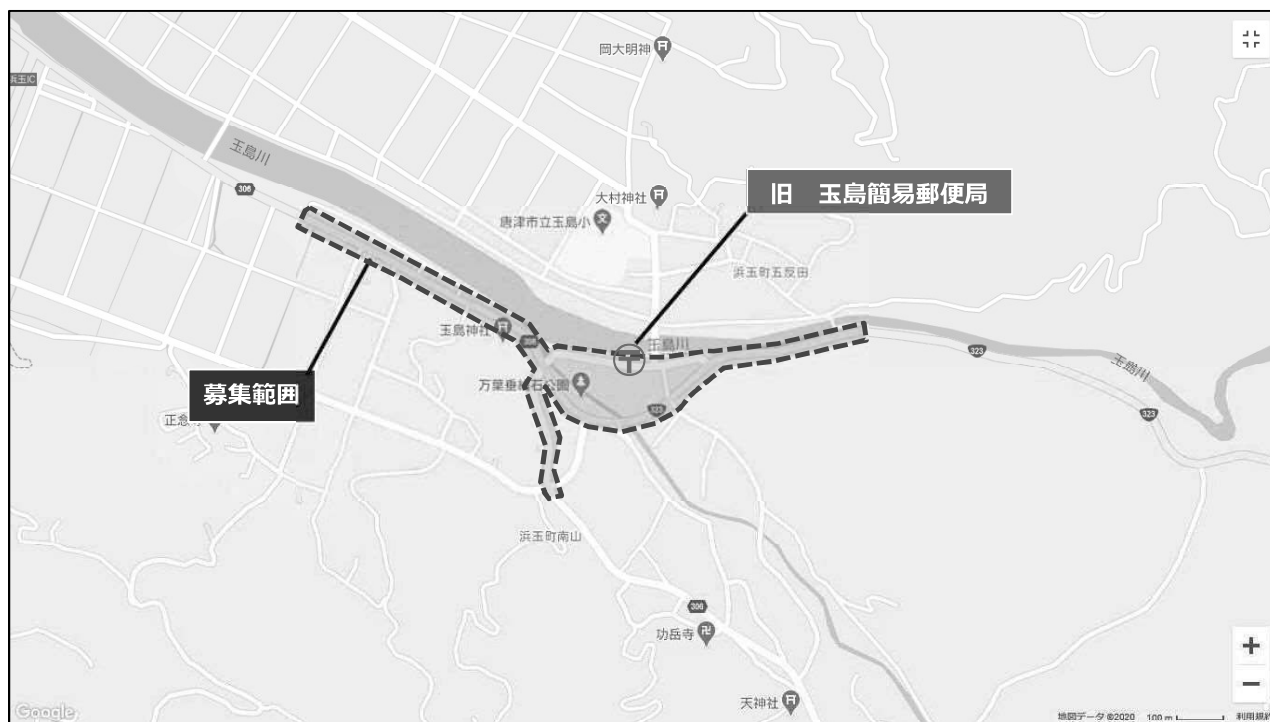 岡大明神
浜玉IC
玉島川
306
大村神社
旧　玉島簡易郵便局
唐津市立玉島小
浜玉町五反田
玉島神社
306
玉島川
323
玉島川
募集範囲
万葉垂綸石公園
323
323
浜玉町南山
306
功岳寺
天神社
Google
地図データ ©2020
100 m